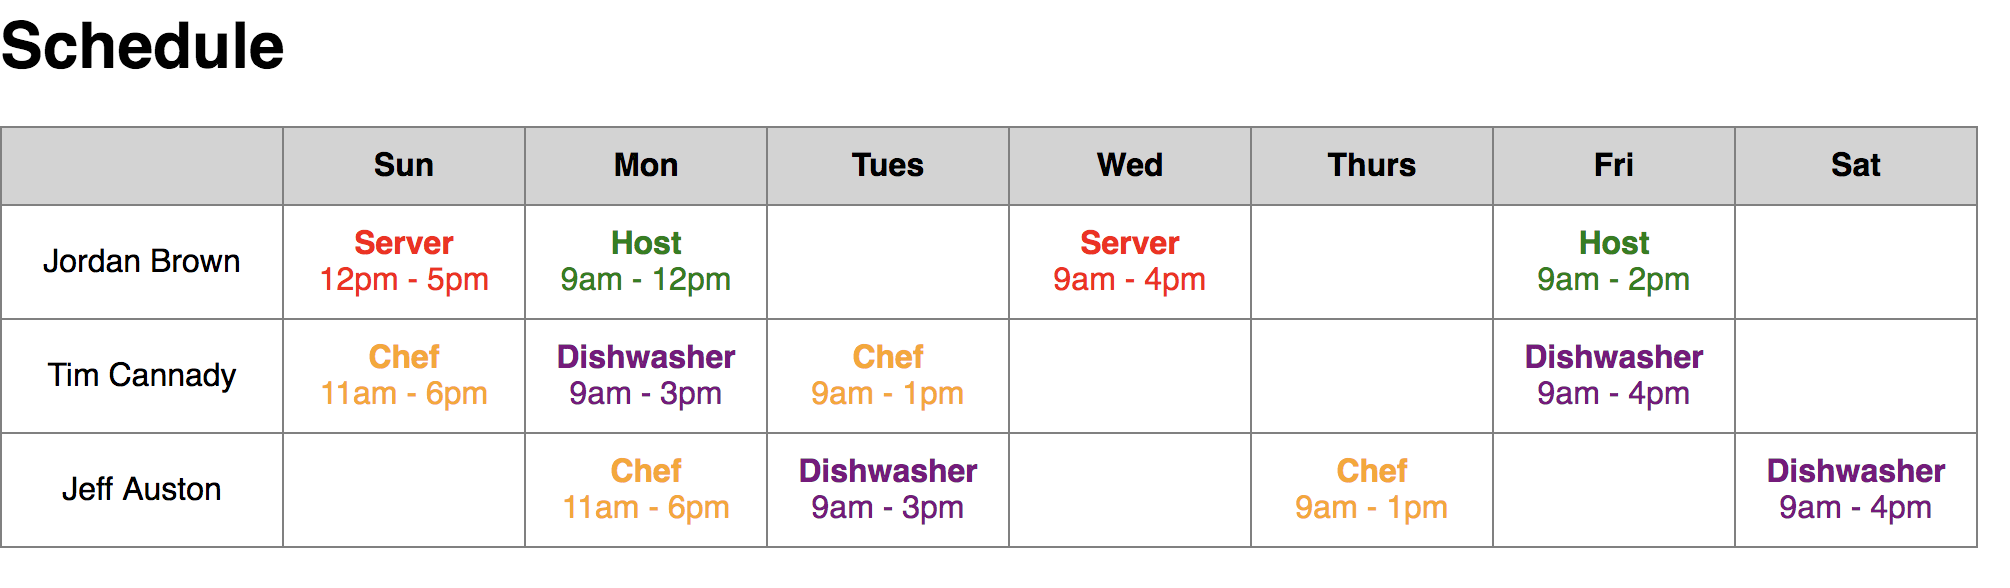 Schedule
Sun Mon Tues Wed Thurs Fri Sat
Jordan Brown
Server
12pm - 5pm
Host
9am - 12pm
Server
9am - 4pm
Host
9am - 2pm
Tim Cannady
Chef
11am - 6pm
Dishwasher
9am - 3pm
Chef
9am - 1pm
Dishwasher
9am - 4pm
Jeff Auston
Chef
11am - 6pm
Dishwasher
9am - 3pm
Chef
9am - 1pm
Dishwasher
9am - 4pm